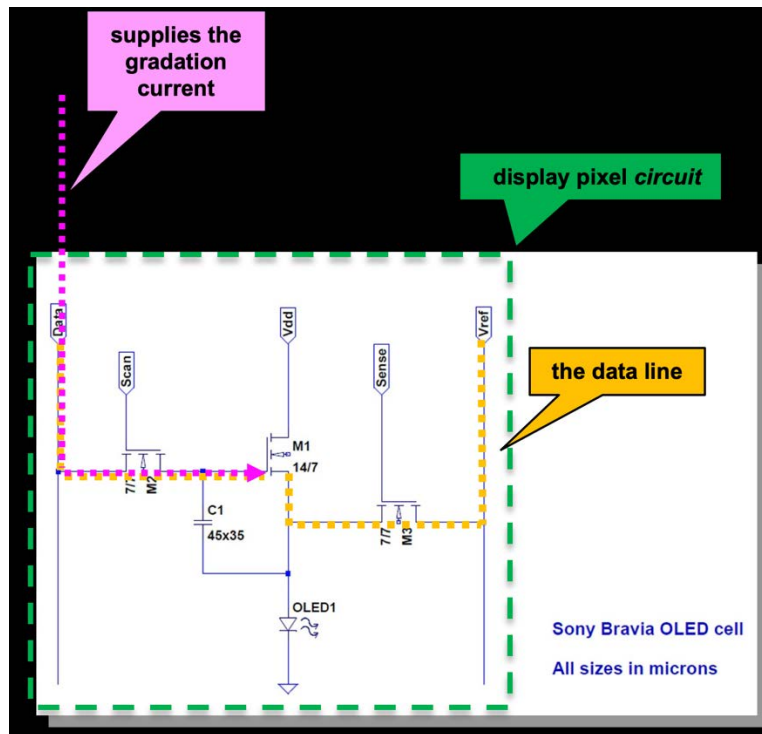 supplies the
gradation
current
display pixel circuit
Data
Vdd
Vref
Scan
Sense
the data line
M1
14/7
7/7
M2
C1
45x35
7/7
M3
OLED1
Sony Bravia OLED cell
All sizes in microns